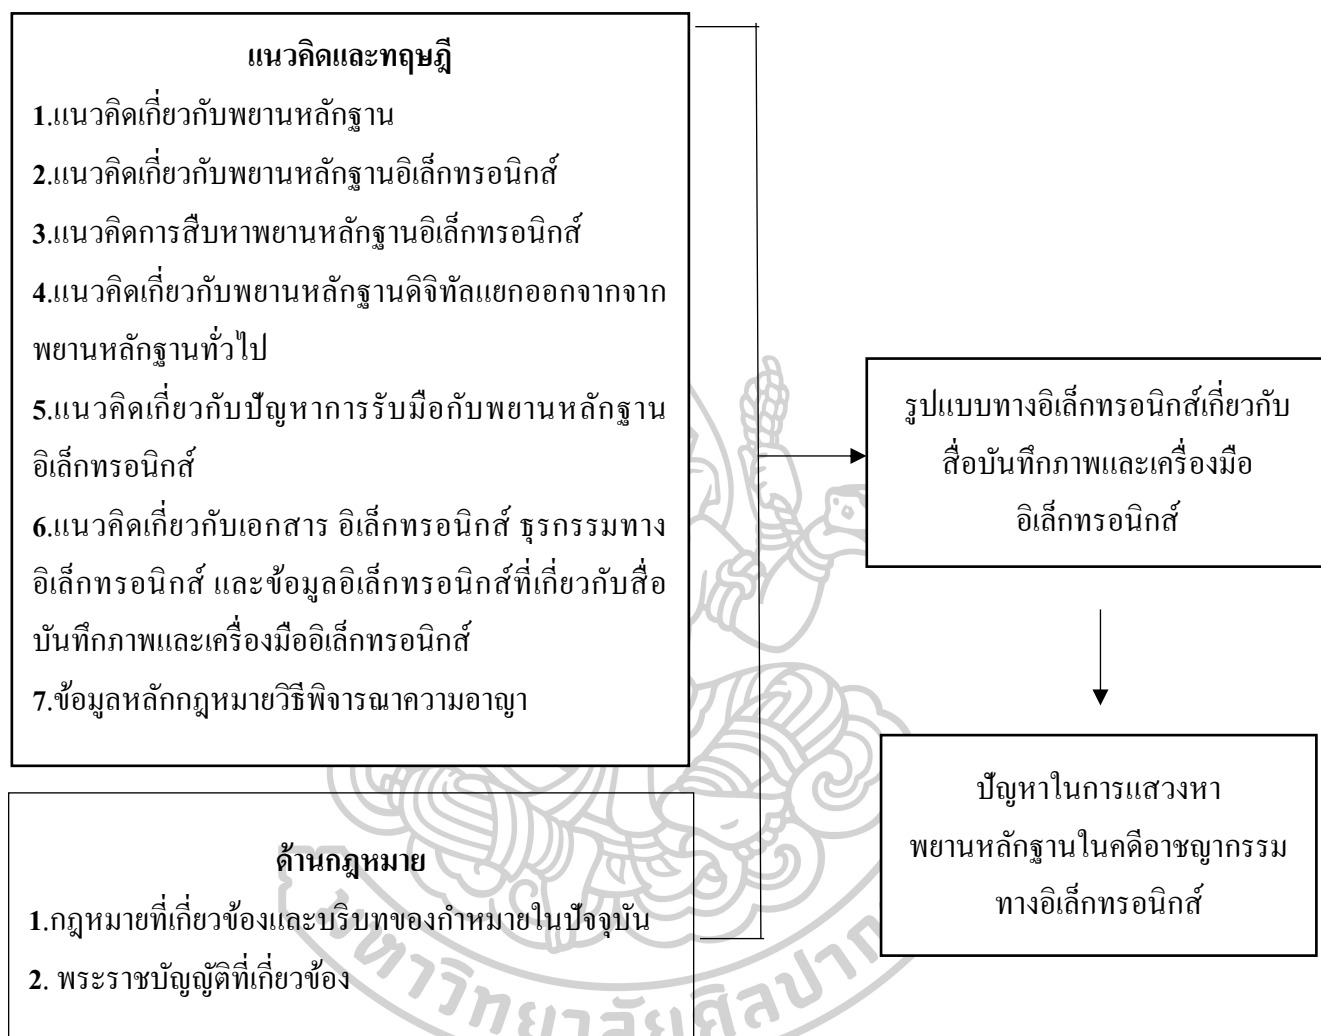 แนวคิดและทฤษฎี
1.แนวคิดเกี่ยวกับพยานหลักฐาน
2.แนวคิดเกี่ยวกับพยานหลักฐานอิเล็กทรอนิกส์
3.แนวคิดการสืบหาพยานหลักฐานอิเล็กทรอนิกส์
4.แนวคิดเกี่ยวกับพยานหลักฐานดิจิทัลแยกออกจากจาก
พยานหลักฐานทั่วไป
5.แนวคิดเกี่ยวกับปัญหาการรับมือกับพยานหลักฐาน
อิเล็กทรอนิกส์
6.แนวคิดเกี่ยวกับเอกสาร อิเล็กทรอนิกส์ ธุรกรรมทาง
อิเล็กทรอนิกส์ และข้อมูลอิเล็กทรอนิกส์ที่เกี่ยวกับสื่อ
บันทึกภาพและเครื่องมืออิเล็กทรอนิกส์
7.ข้อมูลหลักกฎหมายวิธีพิจารณาความอาญา
ด้านกฎหมาย
1.กฎหมายที่เกี่ยวข้องและบริบทของกำหมายในปัจจุบัน
2. พระราชบัญญัติที่เกี่ยวข้อง
รูปแบบทางอิเล็กทรอนิกส์เกี่ยวกับ
สื่อบันทึกภาพและเครื่องมือ
อิเล็กทรอนิกส์
ปัญหาในการแสวงหา
พยานหลักฐานในคดีอาชญากรรม
ทางอิเล็กทรอนิกส์
มหาวิทยาลัยศิลปากร